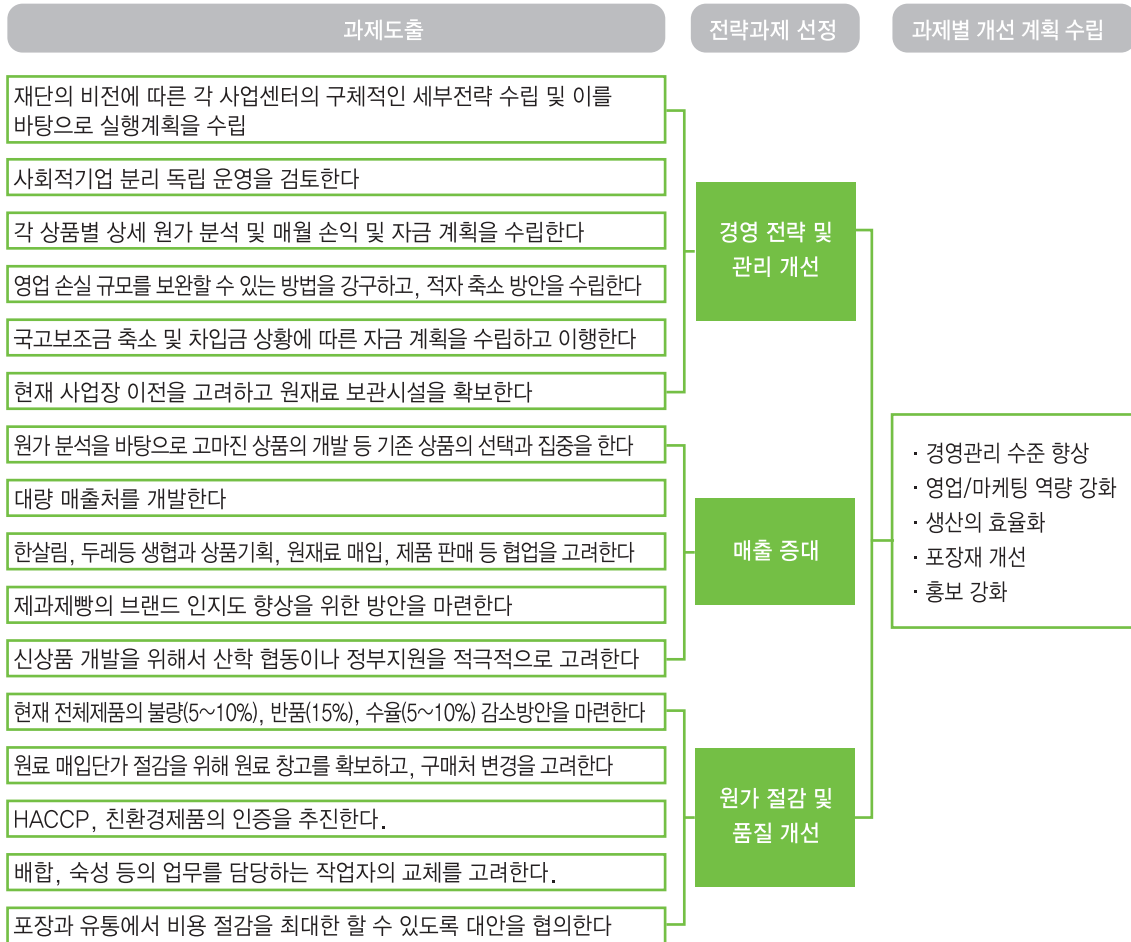 과제도출
전략과제 선정
과제별 개선 계획 수립
재단의 비전에 따른 각 사업센터의 구체적인 세부전략 수립 및 이를
바탕으로 실행계획을 수립
사회적기업 분리 독립 운영을 검토한다
각 상품별 상세 원가 분석 및 매월 손익 및 자금 계획을 수립한다
영업 손실 규모를 보완할 수 있는 방법을 강구하고, 적자 축소 방안을 수립한다
국고보조금 축소 및 차입금 상황에 따른 자금 계획을 수립하고 이행한다
현재 사업장 이전을 고려하고 원재료 보관시설을 확보한다
경영 전략 및
관리 개선
원가 분석을 바탕으로 고마진 상품의 개발 등 기존 상품의 선택과 집중을 한다
대량 매출처를 개발한다
한살림, 두레등 생협과 상품기획, 원재료 매입, 제품 판매 등 협업을 고려한다
제과제빵의 브랜드 인지도 향상을 위한 방안을 마련한다
신상품 개발을 위해서 산학 협동이나 정부지원을 적극적으로 고려한다
매출 증대
현재 전체제품의 불량(5~10%), 반품(15%), 수율(5~10%) 감소방안을 마련한다
원료 매입단가 절감을 위해 원료 창고를 확보하고, 구매처 변경을 고려한다
HACCP, 친환경제품의 인증을 추진한다.
배합, 숙성 등의 업무를 담당하는 작업자의 교체를 고려한다.
포장과 유통에서 비용 절감을 최대한 할 수 있도록 대안을 협의한다
원가 절감 및
품질 개선
· 경영관리 수준 향상
· 영업/마케팅 역량 강화
· 생산의 효율화
· 포장재 개선
· 홍보 강화